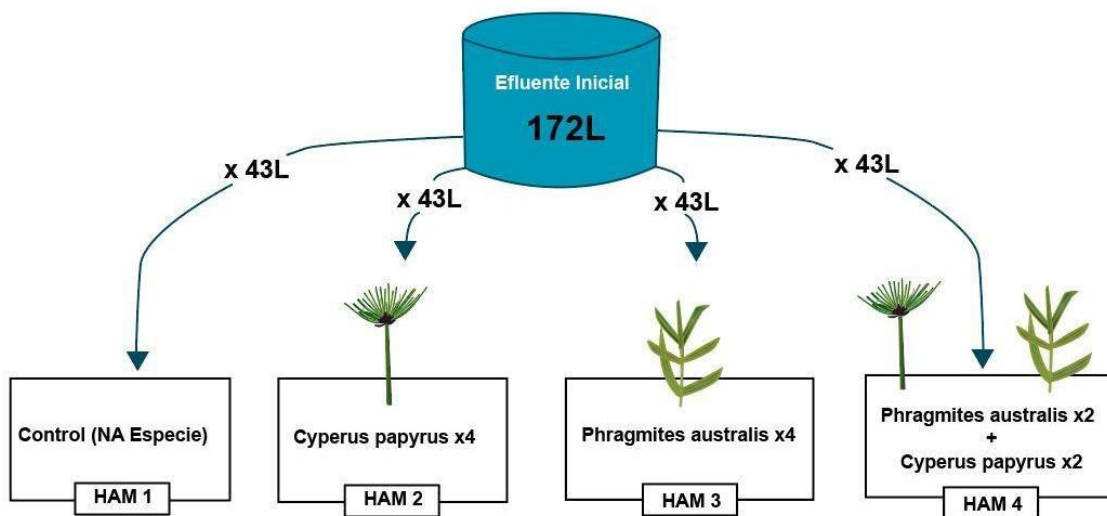 Efluente Inicial
172L
x 43L
x 43L
x 43L
x 43L
Control (NA Especie)
HAM 1
Cyperus papyrus x4
HAM 2
Phragmites australis x4
HAM 3
Phragmites australis x2
+
Cyperus papyrus x2
HAM 4